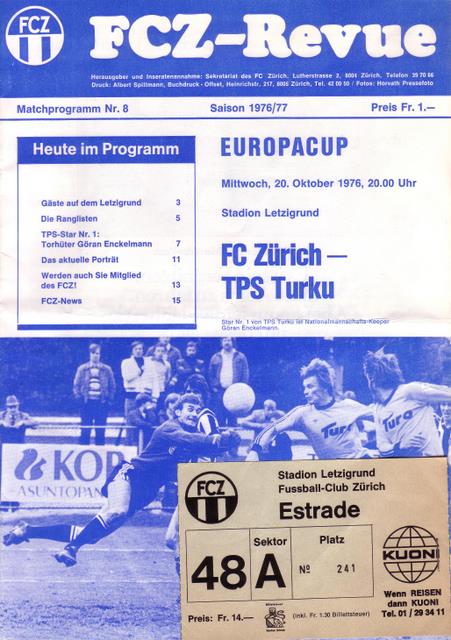 FCZ
FCZ-Revue
Herausgeber und Inseratenannahme: Sekretariat des FC Zürich, Lutherstrasse 2, 8004 Zürich, Telefon 39 70 66
Druck: Albert Spillmann, Buchdruck - Offset, Heinrichstr. 217, 8005 Zürich, Tel. 42 00 50 / Fotos: Horvath Pressefoto
Matchprogramm Nr. 8 Saison 1976/77 Preis Fr. 1.—
Heute im Programm
Gäste auf dem Letzigrund 3
Die Ranglisten 5
TPS-Star Nr. 1:
Torhüter Göran Enckelmann 7
Das aktuelle Porträt 11
Werden auch Sie Mitglied
des FCZ! 13
FCZ-News 15
EUROPACUP
Mittwoch, 20. Oktober 1976, 20.00 Uhr
Stadion Letzigrund
FC Zürich —
TPS Turku
Star Nr. 1 von TPS Turku ist Nationalmannschafts-Keeper
Göran Enckelmann.
KOP
ASUNTOPAN
Tura
Tura
FCZ
Stadion Letzigrund
Fussball-Club Zürich
Estrade
48
Sektor
A
Platz
No 241
KUONI
Wenn REISEN
dann KUONI
Tel. 01 / 29 34 11
Preis: Fr. 14.—
(inkl. Fr. 1.30 Billettsteuer)